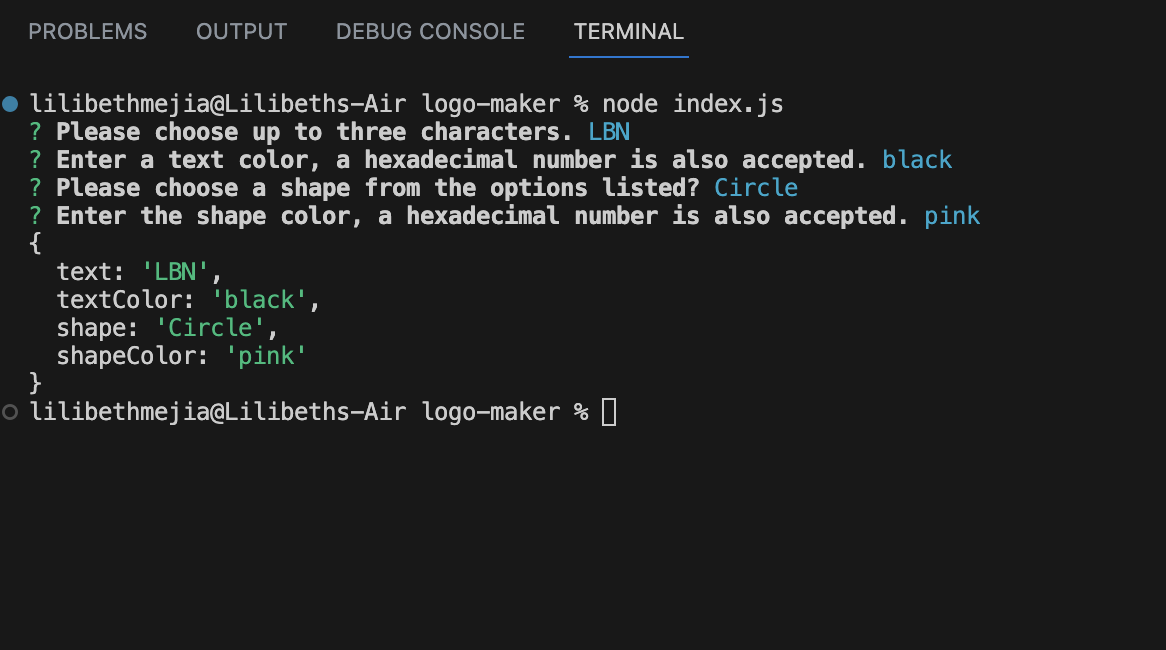 PROBLEMS OUTPUT DEBUG CONSOLE TERMINAL
lilibethmejia@Lilibeths-Air logo-maker % node index.js
? Please choose up to three characters. LBN
? Enter a text color, a hexadecimal number is also accepted. black
? Please choose a shape from the options listed? Circle
? Enter the shape color, a hexadecimal number is also accepted. pink
{
  text: 'LBN',
  textColor: 'black',
  shape: 'Circle',
  shapeColor: 'pink'
}
lilibethmejia@Lilibeths-Air logo-maker %